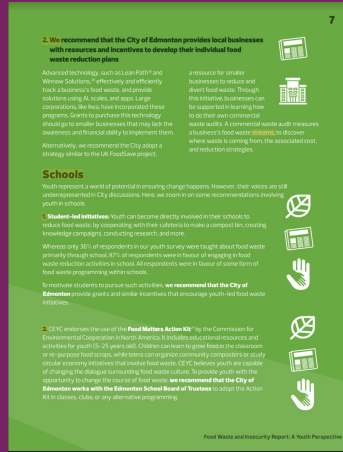 7
2. We recommend that the City of Edmonton provides local businesses
with resources and incentives to develop their individual food
waste reduction plans
Advanced technology, such as Lean Path and
Winnow Solutions, effectively and efficiently
track a business's food waste, and provide
solutions using AI, scales, and apps. Large
corporations, like Ikea, have incorporated these
programs. Grants to purchase this technology
should go to smaller businesses that may lack the
awareness and financial ability to implement them.
Alternatively, we recommend the City adopt a
strategy similar to the UK FoodSave project,
a resource for smaller
businesses to reduce and
divert food waste. Through
this initiative, businesses can
be supported in learning how
to do their own commercial
waste audits. A commercial waste audit measures
a business's food waste streams, to discover
where waste is coming from, the associated cost,
and reduction strategies.
Schools
Youth represent a world of potential in ensuring change happens. However, their voices are still
underrepresented in City discussions. Here, we zoom in on some recommendations involving
youth in schools.
1. Student-led initiatives: Youth can become directly involved in their schools to
reduce food waste, by cooperating with their cafeteria to make a compost bin, creating
knowledge campaigns, conducting research, and more.
Whereas only 36% of respondents in our youth survey were taught about food waste
primarily through school, 87% of respondents were in favour of engaging in food
waste reduction activities in school. All respondents were in favour of some form of
food waste programming within schools.
To motivate students to pursue such activities, we recommend that the City of
Edmonton provide grants and similar incentives that encourage youth-led food waste
initiatives.
2. CEYC endorses the use of the Food Matters Action Kit by the Commission for
Environmental Cooperation in North America. It includes educational resources and
activities for youth (5–25 years old). Children can learn to grow food in the classroom
or re-purpose food scraps, while teens can organize community composters or study
circular economy initiatives that involve food waste. CEYC believes youth are capable
of changing the dialogue surrounding food waste culture. To provide youth with the
opportunity to change the course of food waste, we recommend that the City of
Edmonton works with the Edmonton School Board of Trustees to adopt the Action
Kit in classes, clubs, or any alternative programming.
Food Waste and Insecurity Report: A Youth Perspective